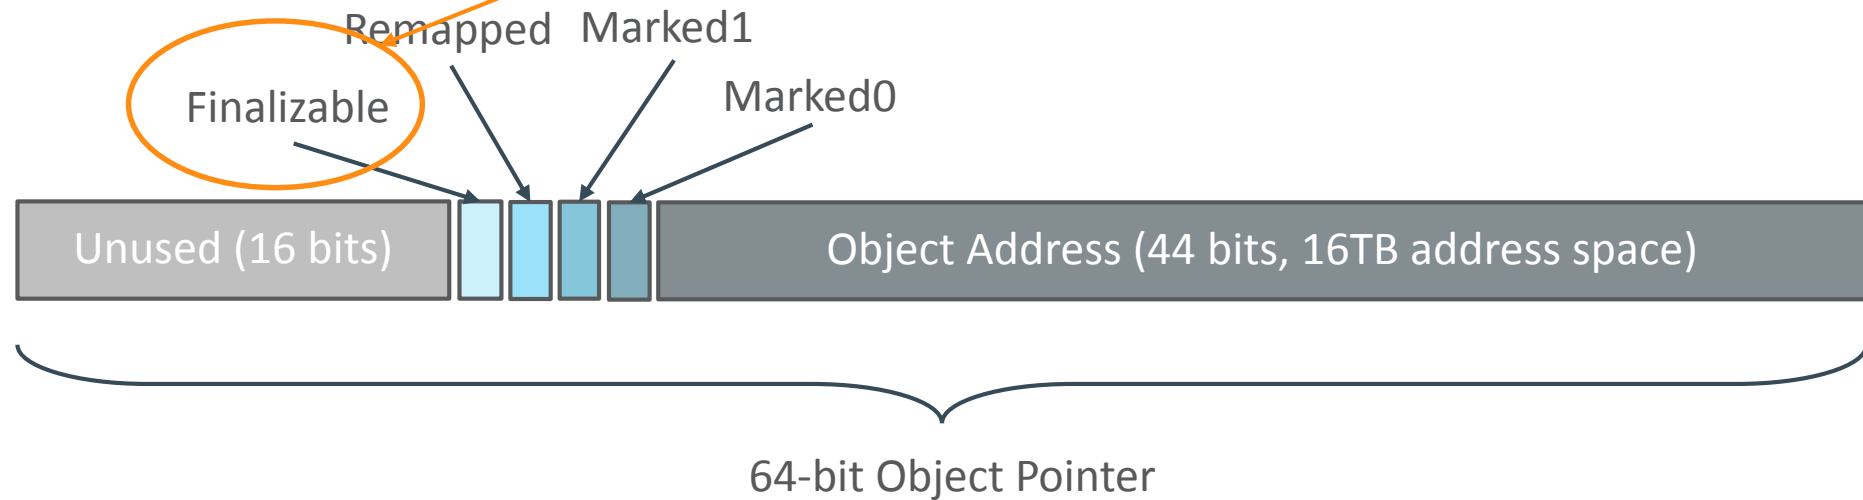 Remapped Marked1
Finalizable
Marked0
Unused (16 bits)
Object Address (44 bits, 16TB address space)
64-bit Object Pointer